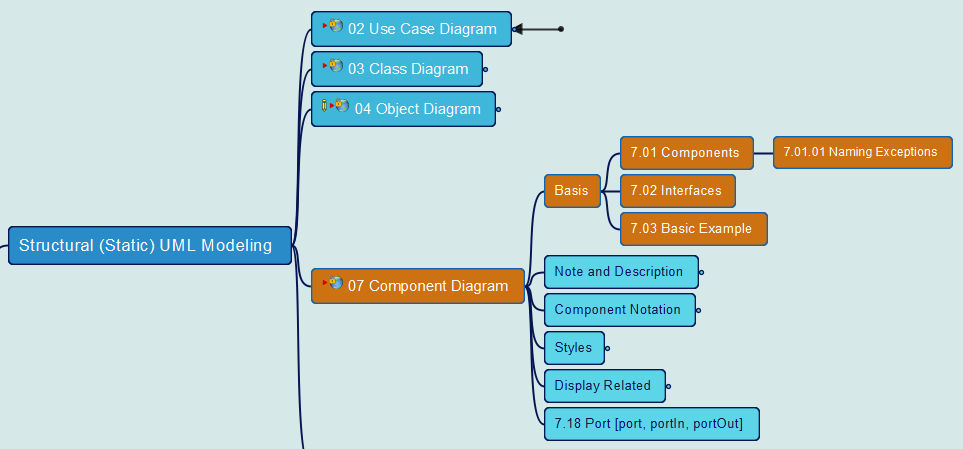 02 Use Case Diagram
03 Class Diagram
04 Object Diagram
7.01 Components
7.01.01 Naming Exceptions
Basis
7.02 Interfaces
7.03 Basic Example
Structural (Static) UML Modeling
07 Component Diagram
Note and Description
Component Notation
Styles
Display Related
7.18 Port [port, portIn, portOut]